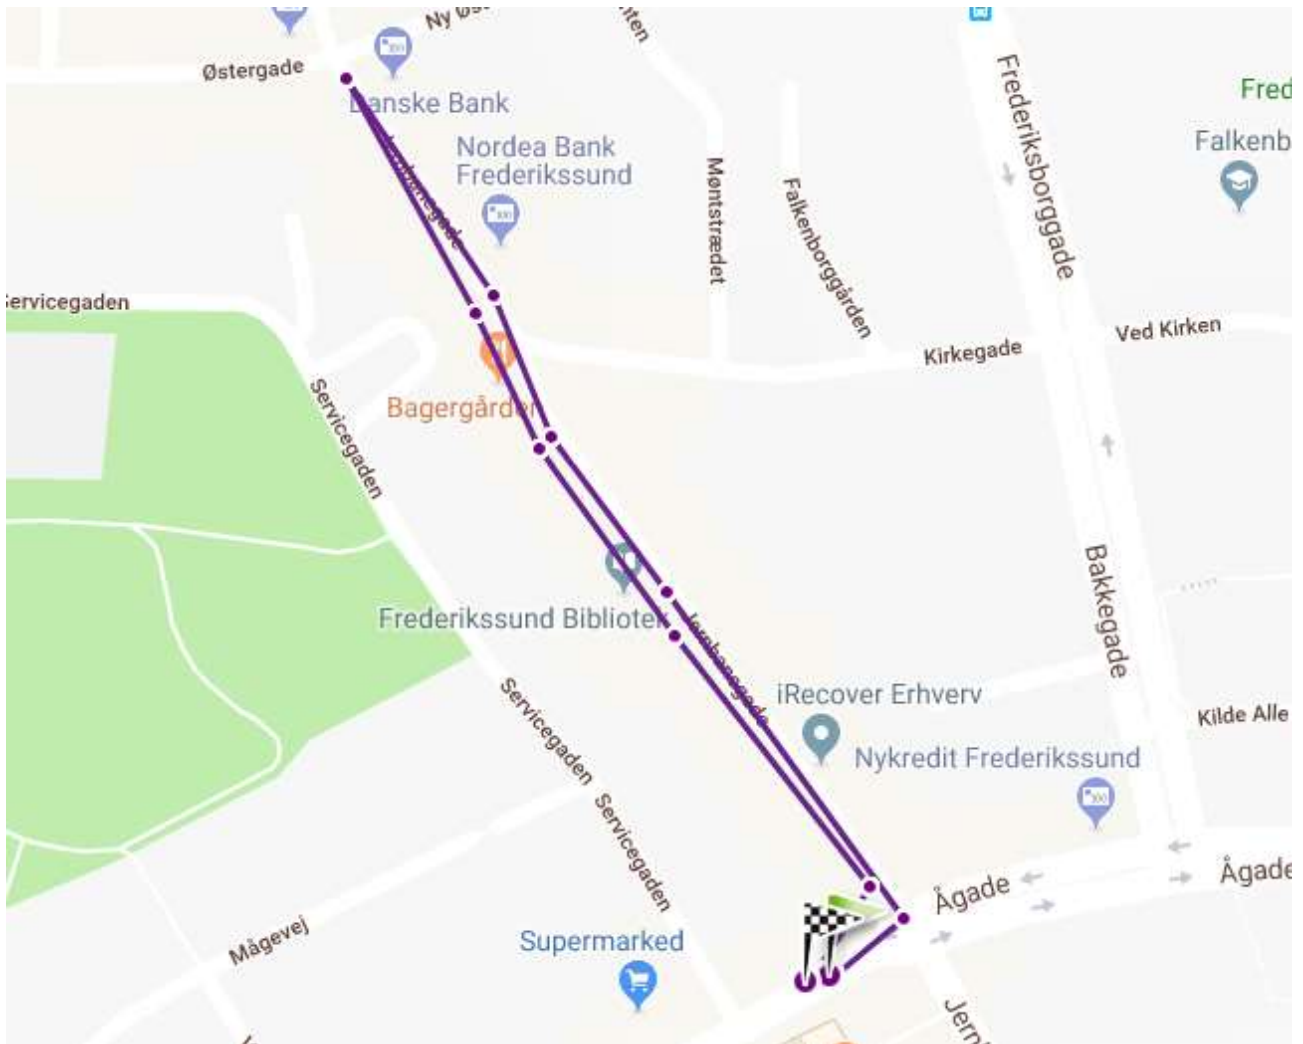 Østergade
Danske Bank
Nordea Bank
Frederikssund
Frederiksborggade
Falkenborggården
Møntstrædet
Servicegaden
Kirkegade
Ved Kirken
Bagergården
Servicegaden
Frederikssund Bibliotek
Jernbanegade
Bakkegade
iRecover Erhverv
Kilde Alle
Nykredit Frederikssund
Servicegaden
Servicegaden
Ågade
Ågade
Mågevej
Supermarked